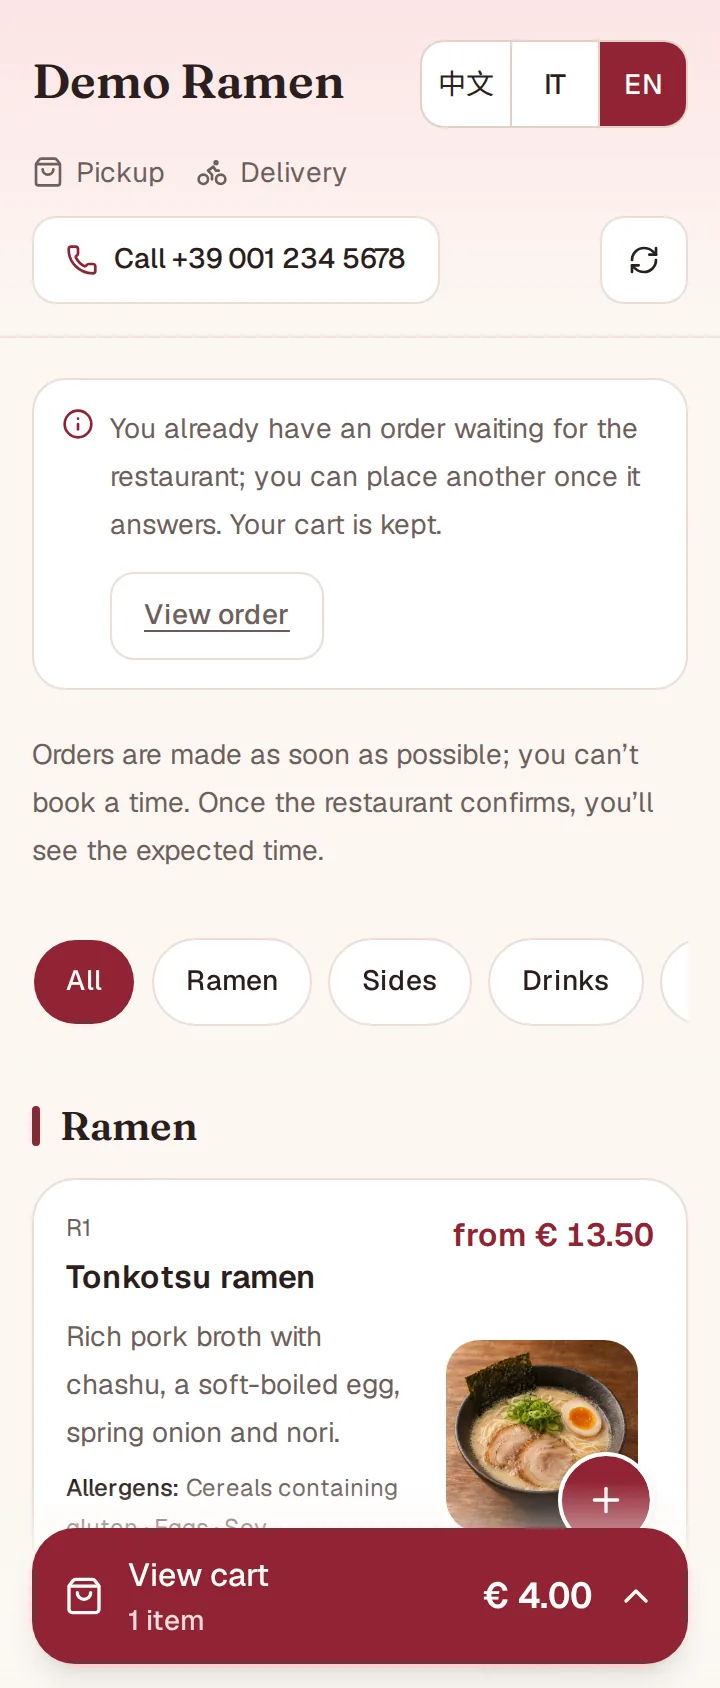 Demo Ramen
中文 IT EN
Pickup Delivery
Call +39 001 234 5678
You already have an order waiting for the
restaurant; you can place another once it
answers. Your cart is kept.
View order
Orders are made as soon as possible; you can’t
book a time. Once the restaurant confirms, you’ll
see the expected time.
All Ramen Sides Drinks
Ramen
R1
from € 13.50
Tonkotsu ramen
Rich pork broth with
chashu, a soft-boiled egg,
spring onion and nori.
Allergens: Cereals containing
gluten · Eggs · Soy
View cart
€ 4.00
1 item